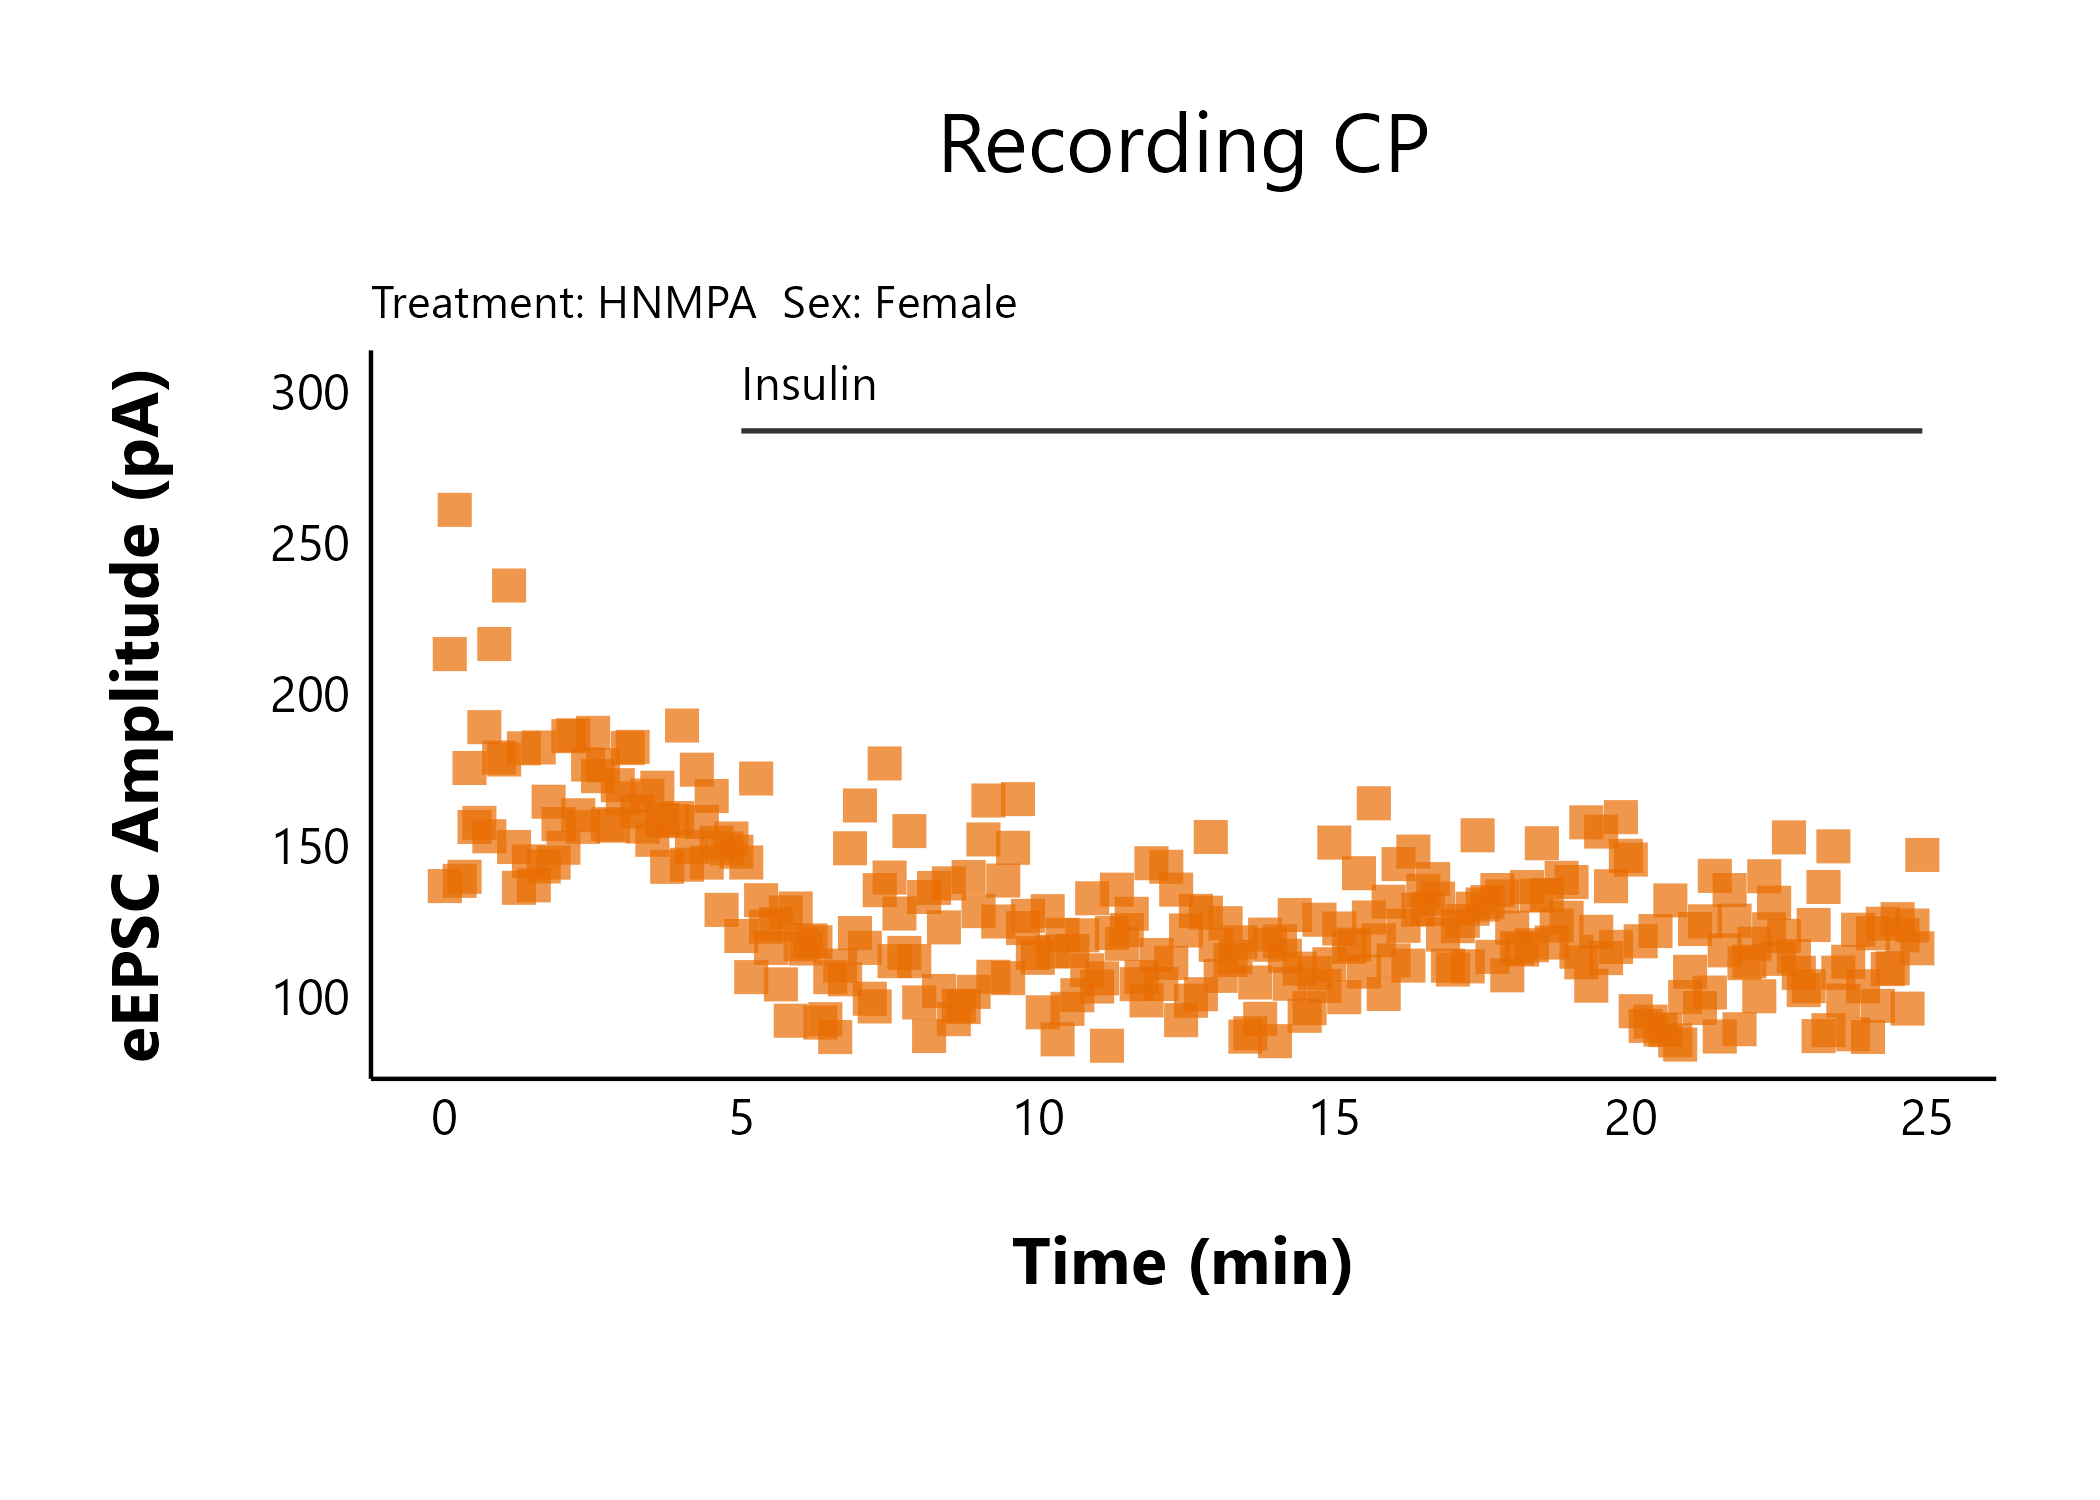 Recording CP
Treatment: HNMPA  Sex: Female
Insulin
eEPSC Amplitude (pA)
300
250
200
150
100
0 5 10 15 20 25
Time (min)